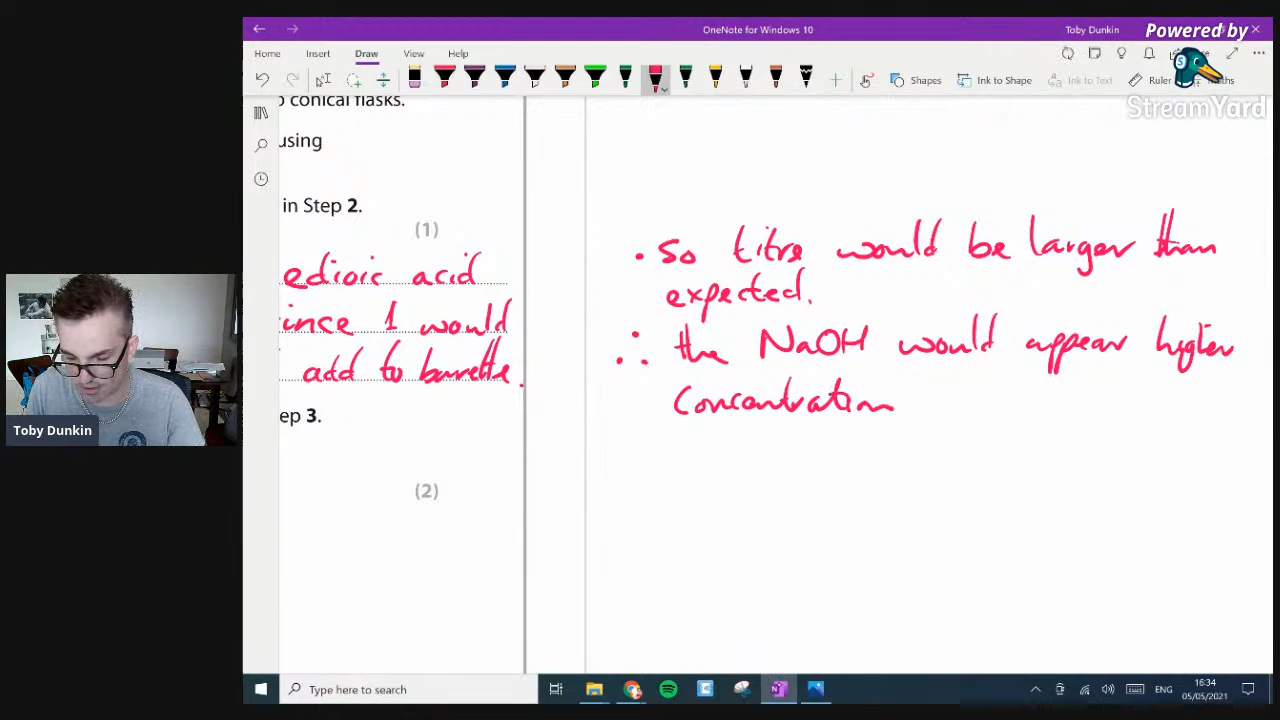 OneNote for Windows 10
Toby Dunkin
Powered by
StreamYard
Home Insert Draw View Help
Shapes Ink to Shape Ink to Text Ruler Maths
o conical flasks.
using
in Step 2.
(1)
edioic acid
ince 1 would
add to burette.
ep 3.
(2)
• so titre would be larger than
expected.
∴ the NaOH would appear higher
concentration
Toby Dunkin
Type here to search
ENG
16:34
05/05/2021